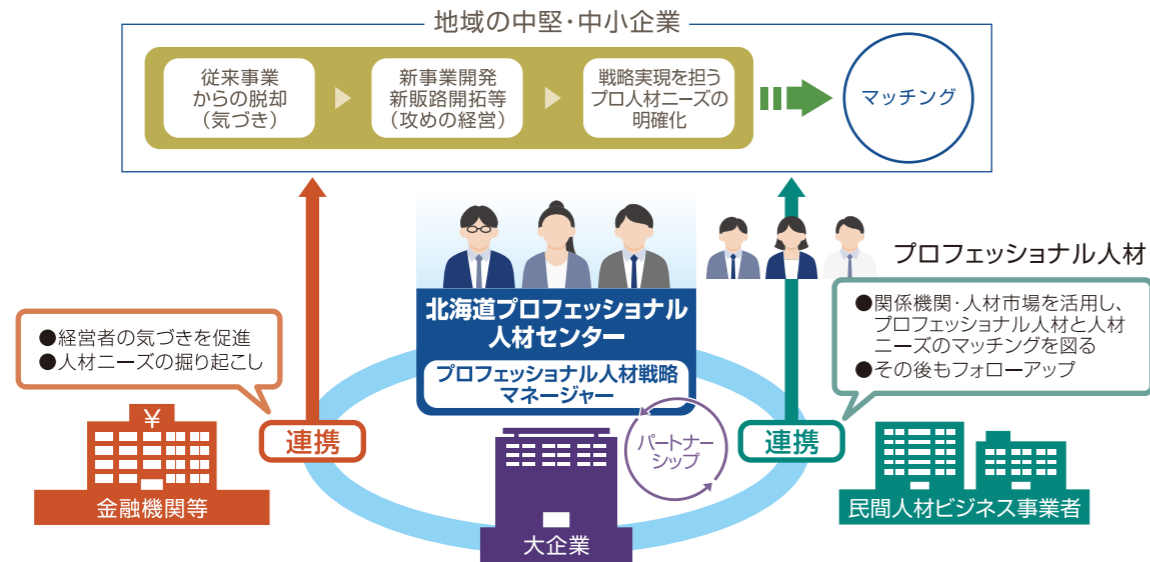 地域の中堅・中小企業
従来事業
からの脱却
（気づき）
新事業開発
新販路開拓等
（攻めの経営）
戦略実現を担う
プロ人材ニーズの
明確化
マッチング
プロフェッショナル人材
北海道プロフェッショナル
人材センター
プロフェッショナル人材戦略
マネージャー
●経営者の気づきを促進
●人材ニーズの掘り起こし
●関係機関・人材市場を活用し、
プロフェッショナル人材と人材
ニーズのマッチングを図る
●その後もフォローアップ
連携
パートナー
シップ
連携
¥
金融機関等
大企業
民間人材ビジネス事業者